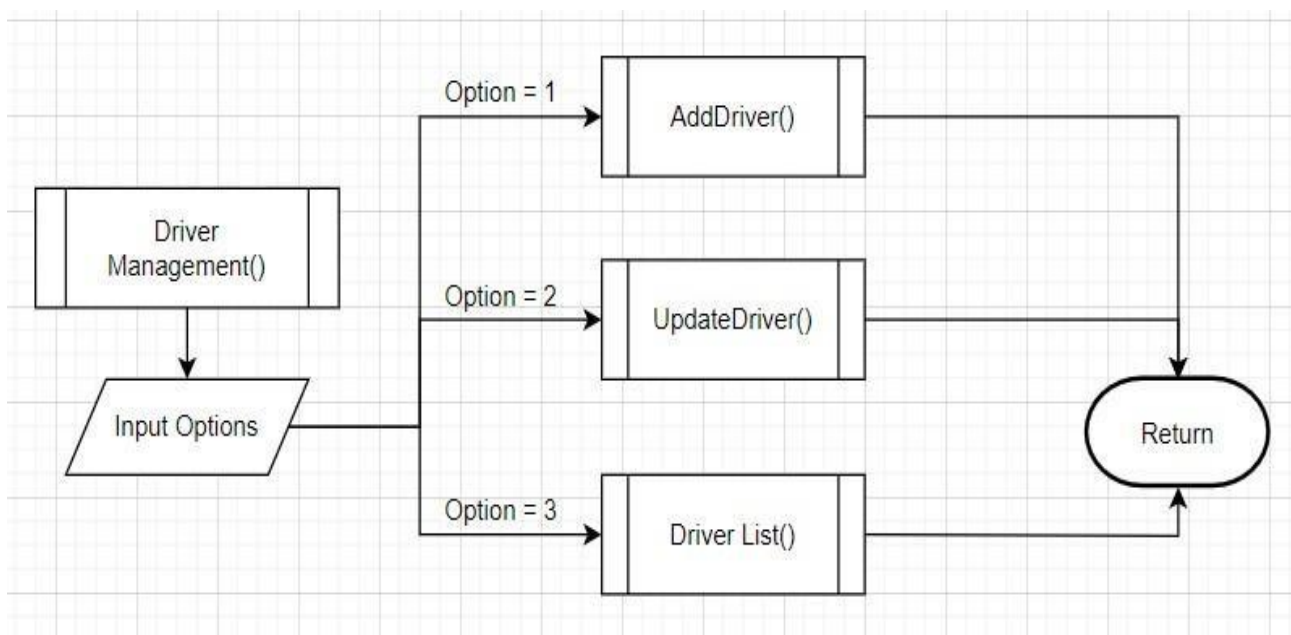 Option = 1
AddDriver()
Driver
Management()
Option = 2
UpdateDriver()
Input Options
Return
Option = 3
Driver List()